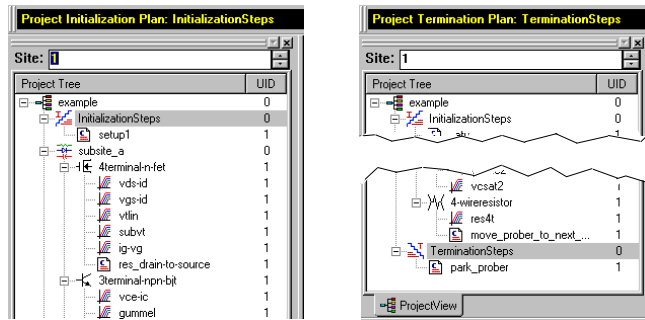 Project Initialization Plan: InitializationSteps
Site: 1
Project Tree UID
example 0
InitializationSteps 0
setup1 1
subsite_a 0
4terminal-n-fet 1
vds-id 1
vgs-id 1
vtlin 1
subvt 1
ig-vg 1
res_drain-to-source 1
3terminal-npn-bjt 1
vce-ic 1
gummel 1
Project Termination Plan: TerminationSteps
Site: 1
Project Tree UID
example 0
InitializationSteps 0
1
vcsat2 1
4-wireresistor 1
res4t 1
move_prober_to_next_... 1
TerminationSteps 0
park_prober 1
ProjectView